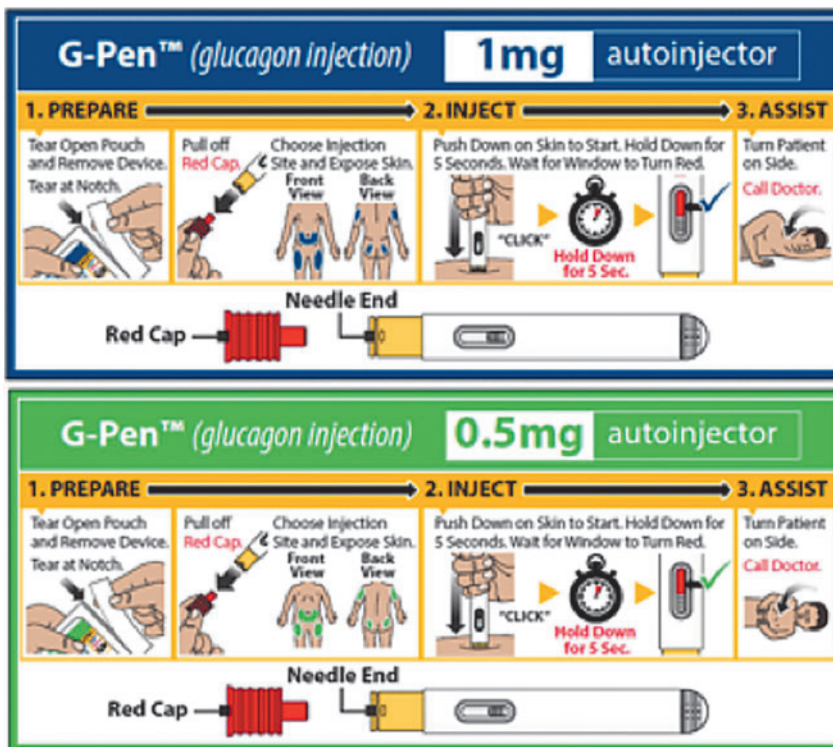 G-Pen™ (glucagon injection) 1mg autoinjector
1. PREPARE 2. INJECT 3. ASSIST
Tear Open Pouch
and Remove Device.
Tear at Notch.
Pull off
Red Cap.
Choose Injection
Site and Expose Skin.
Front
View
Back
View
Push Down on Skin to Start. Hold Down for
5 Seconds. Wait for Window to Turn Red.
"CLICK"
Hold Down
for 5 Sec.
Turn Patient
on Side.
Call Doctor.
Needle End
Red Cap
G-Pen™ (glucagon injection) 0.5mg autoinjector
1. PREPARE 2. INJECT 3. ASSIST
Tear Open Pouch
and Remove Device.
Tear at Notch.
Pull off
Red Cap.
Choose Injection
Site and Expose Skin.
Front
View
Back
View
Push Down on Skin to Start. Hold Down for
5 Seconds. Wait for Window to Turn Red.
"CLICK"
Hold Down
for 5 Sec.
Turn Patient
on Side.
Call Doctor.
Needle End
Red Cap